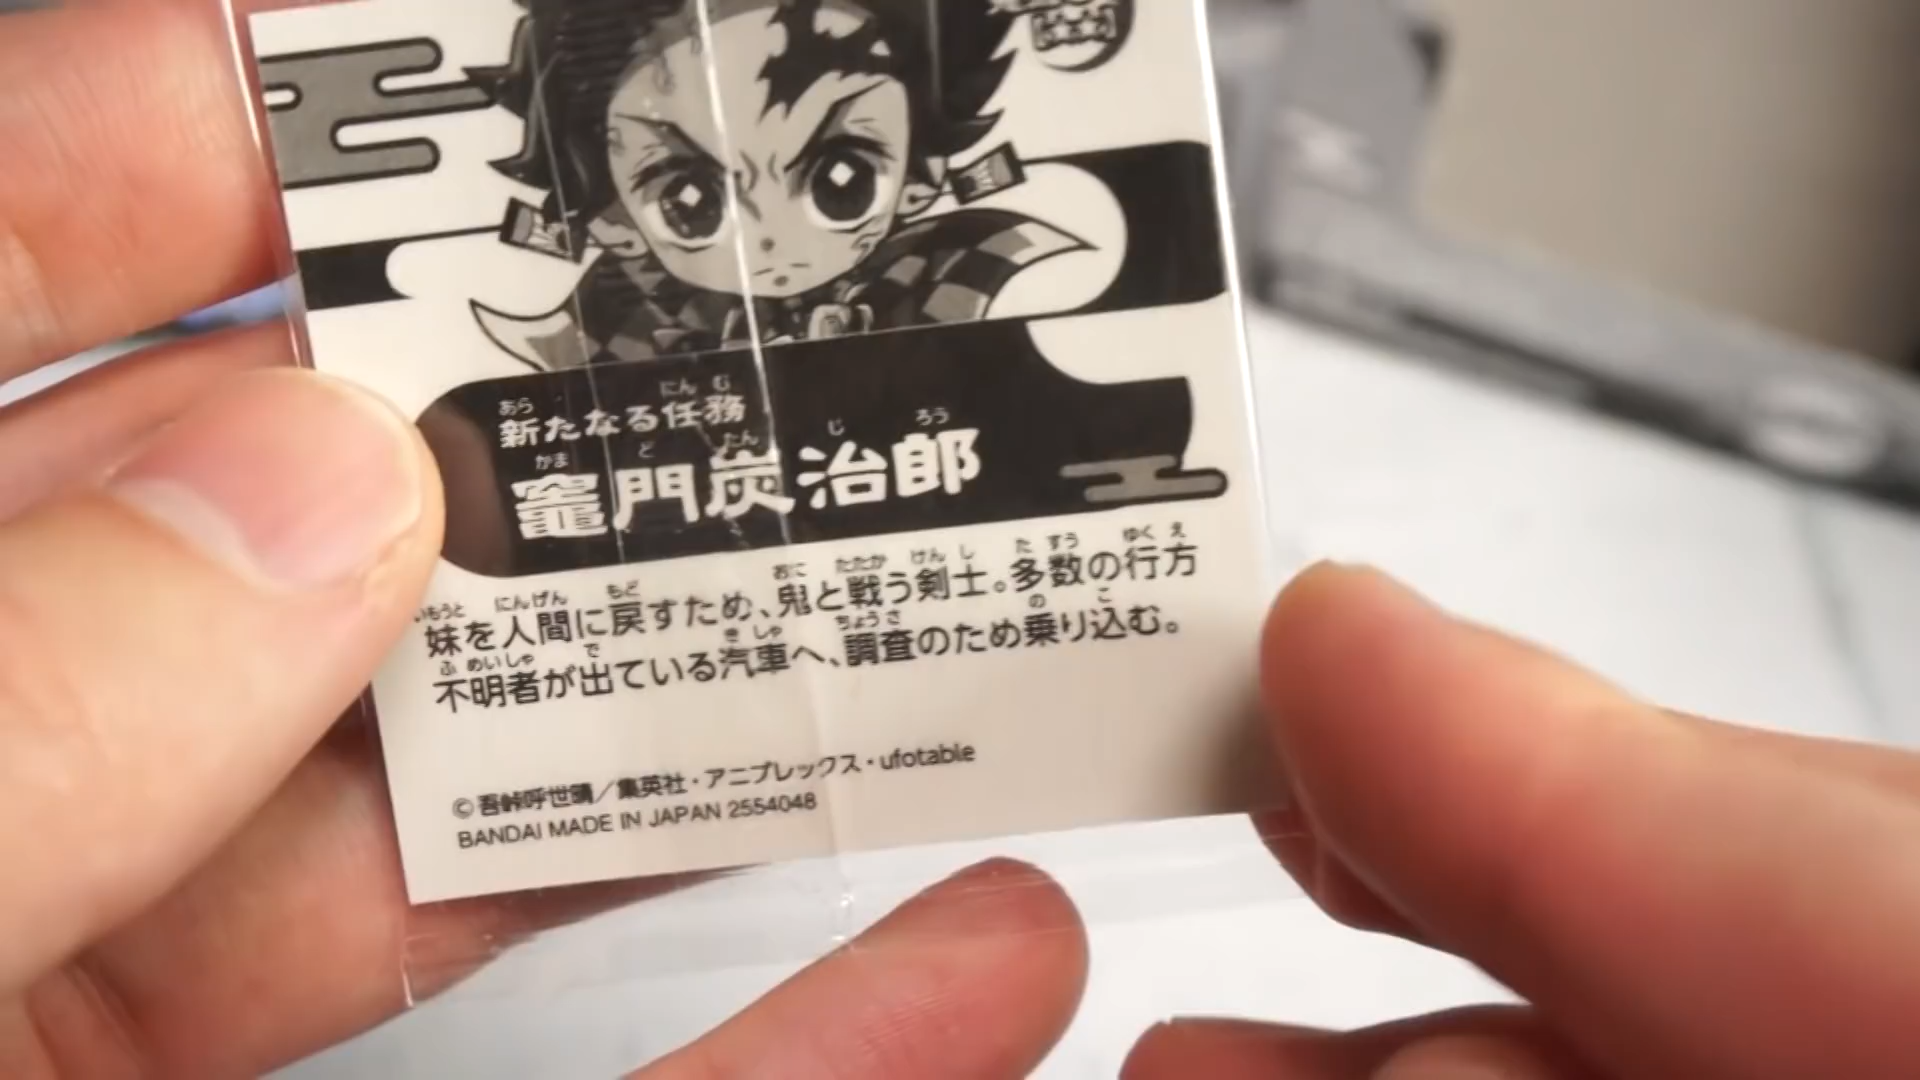 新たなる任務
竈門炭治郎
妹を人間に戻すため、鬼と戦う剣士。多数の行方
不明者が出ている汽車へ、調査のため乗り込む。
©吾峠呼世晴／集英社・アニプレックス・ufotable
BANDAI MADE IN JAPAN 2554048